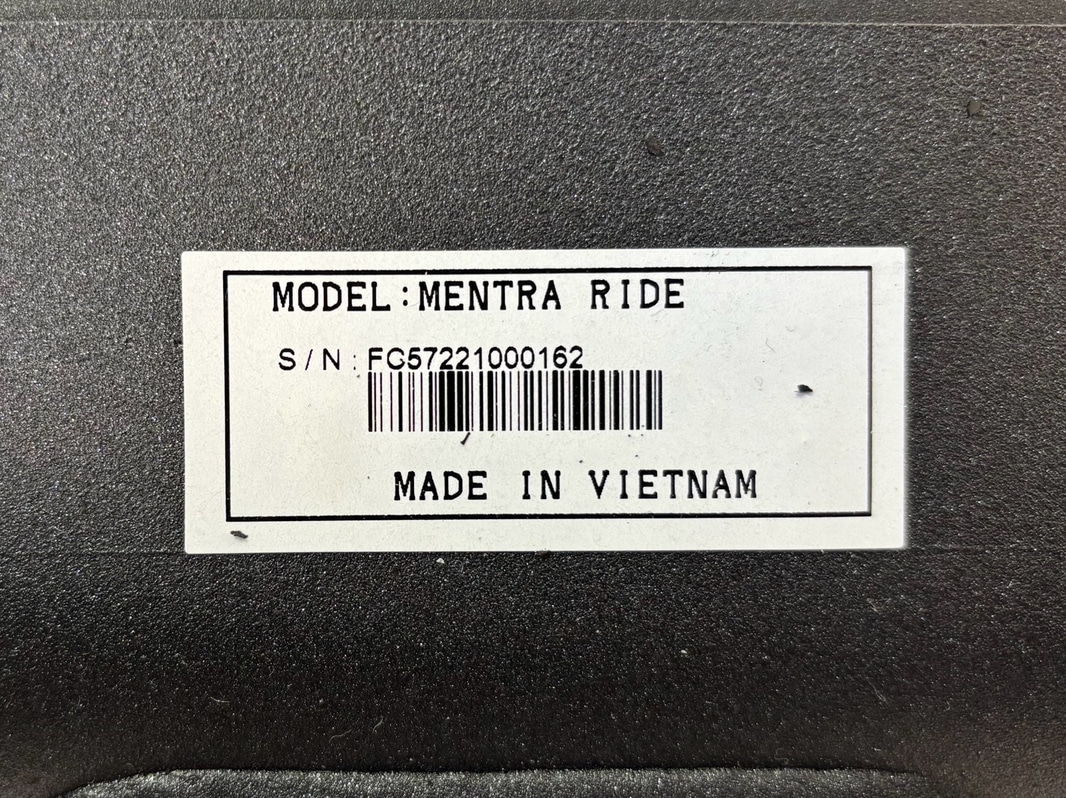 MODEL:MENTRA RIDE
S/N:FC57221000162
MADE IN VIETNAM